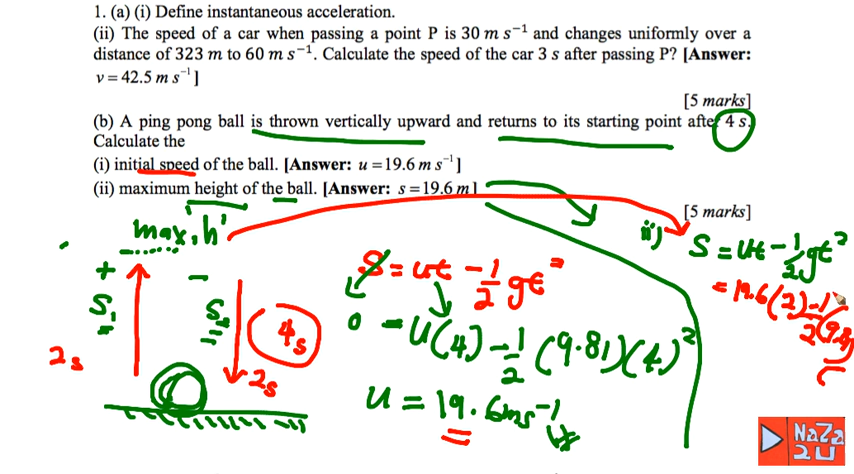 1. (a) (i) Define instantaneous acceleration.
(ii) The speed of a car when passing a point P is 30 m s⁻¹ and changes uniformly over a
distance of 323 m to 60 m s⁻¹. Calculate the speed of the car 3 s after passing P? [Answer:
v = 42.5 m s⁻¹]
[5 marks]
(b) A ping pong ball is thrown vertically upward and returns to its starting point after 4 s.
Calculate the
(i) initial speed of the ball. [Answer: u =19.6 m s⁻¹]
(ii) maximum height of the ball. [Answer: s =19.6 m]
[5 marks]
max 'h'
ii) S = ut - 1/2 gt²
= 19.6(2) - 1/2 (9.8
+ S₁
- S₂
4s
2s
2s
S = ut - 1/2 gt²
0 = u(4) - 1/2 (9.81)(4)²
u = 19.6ms⁻¹
NaZa
2U